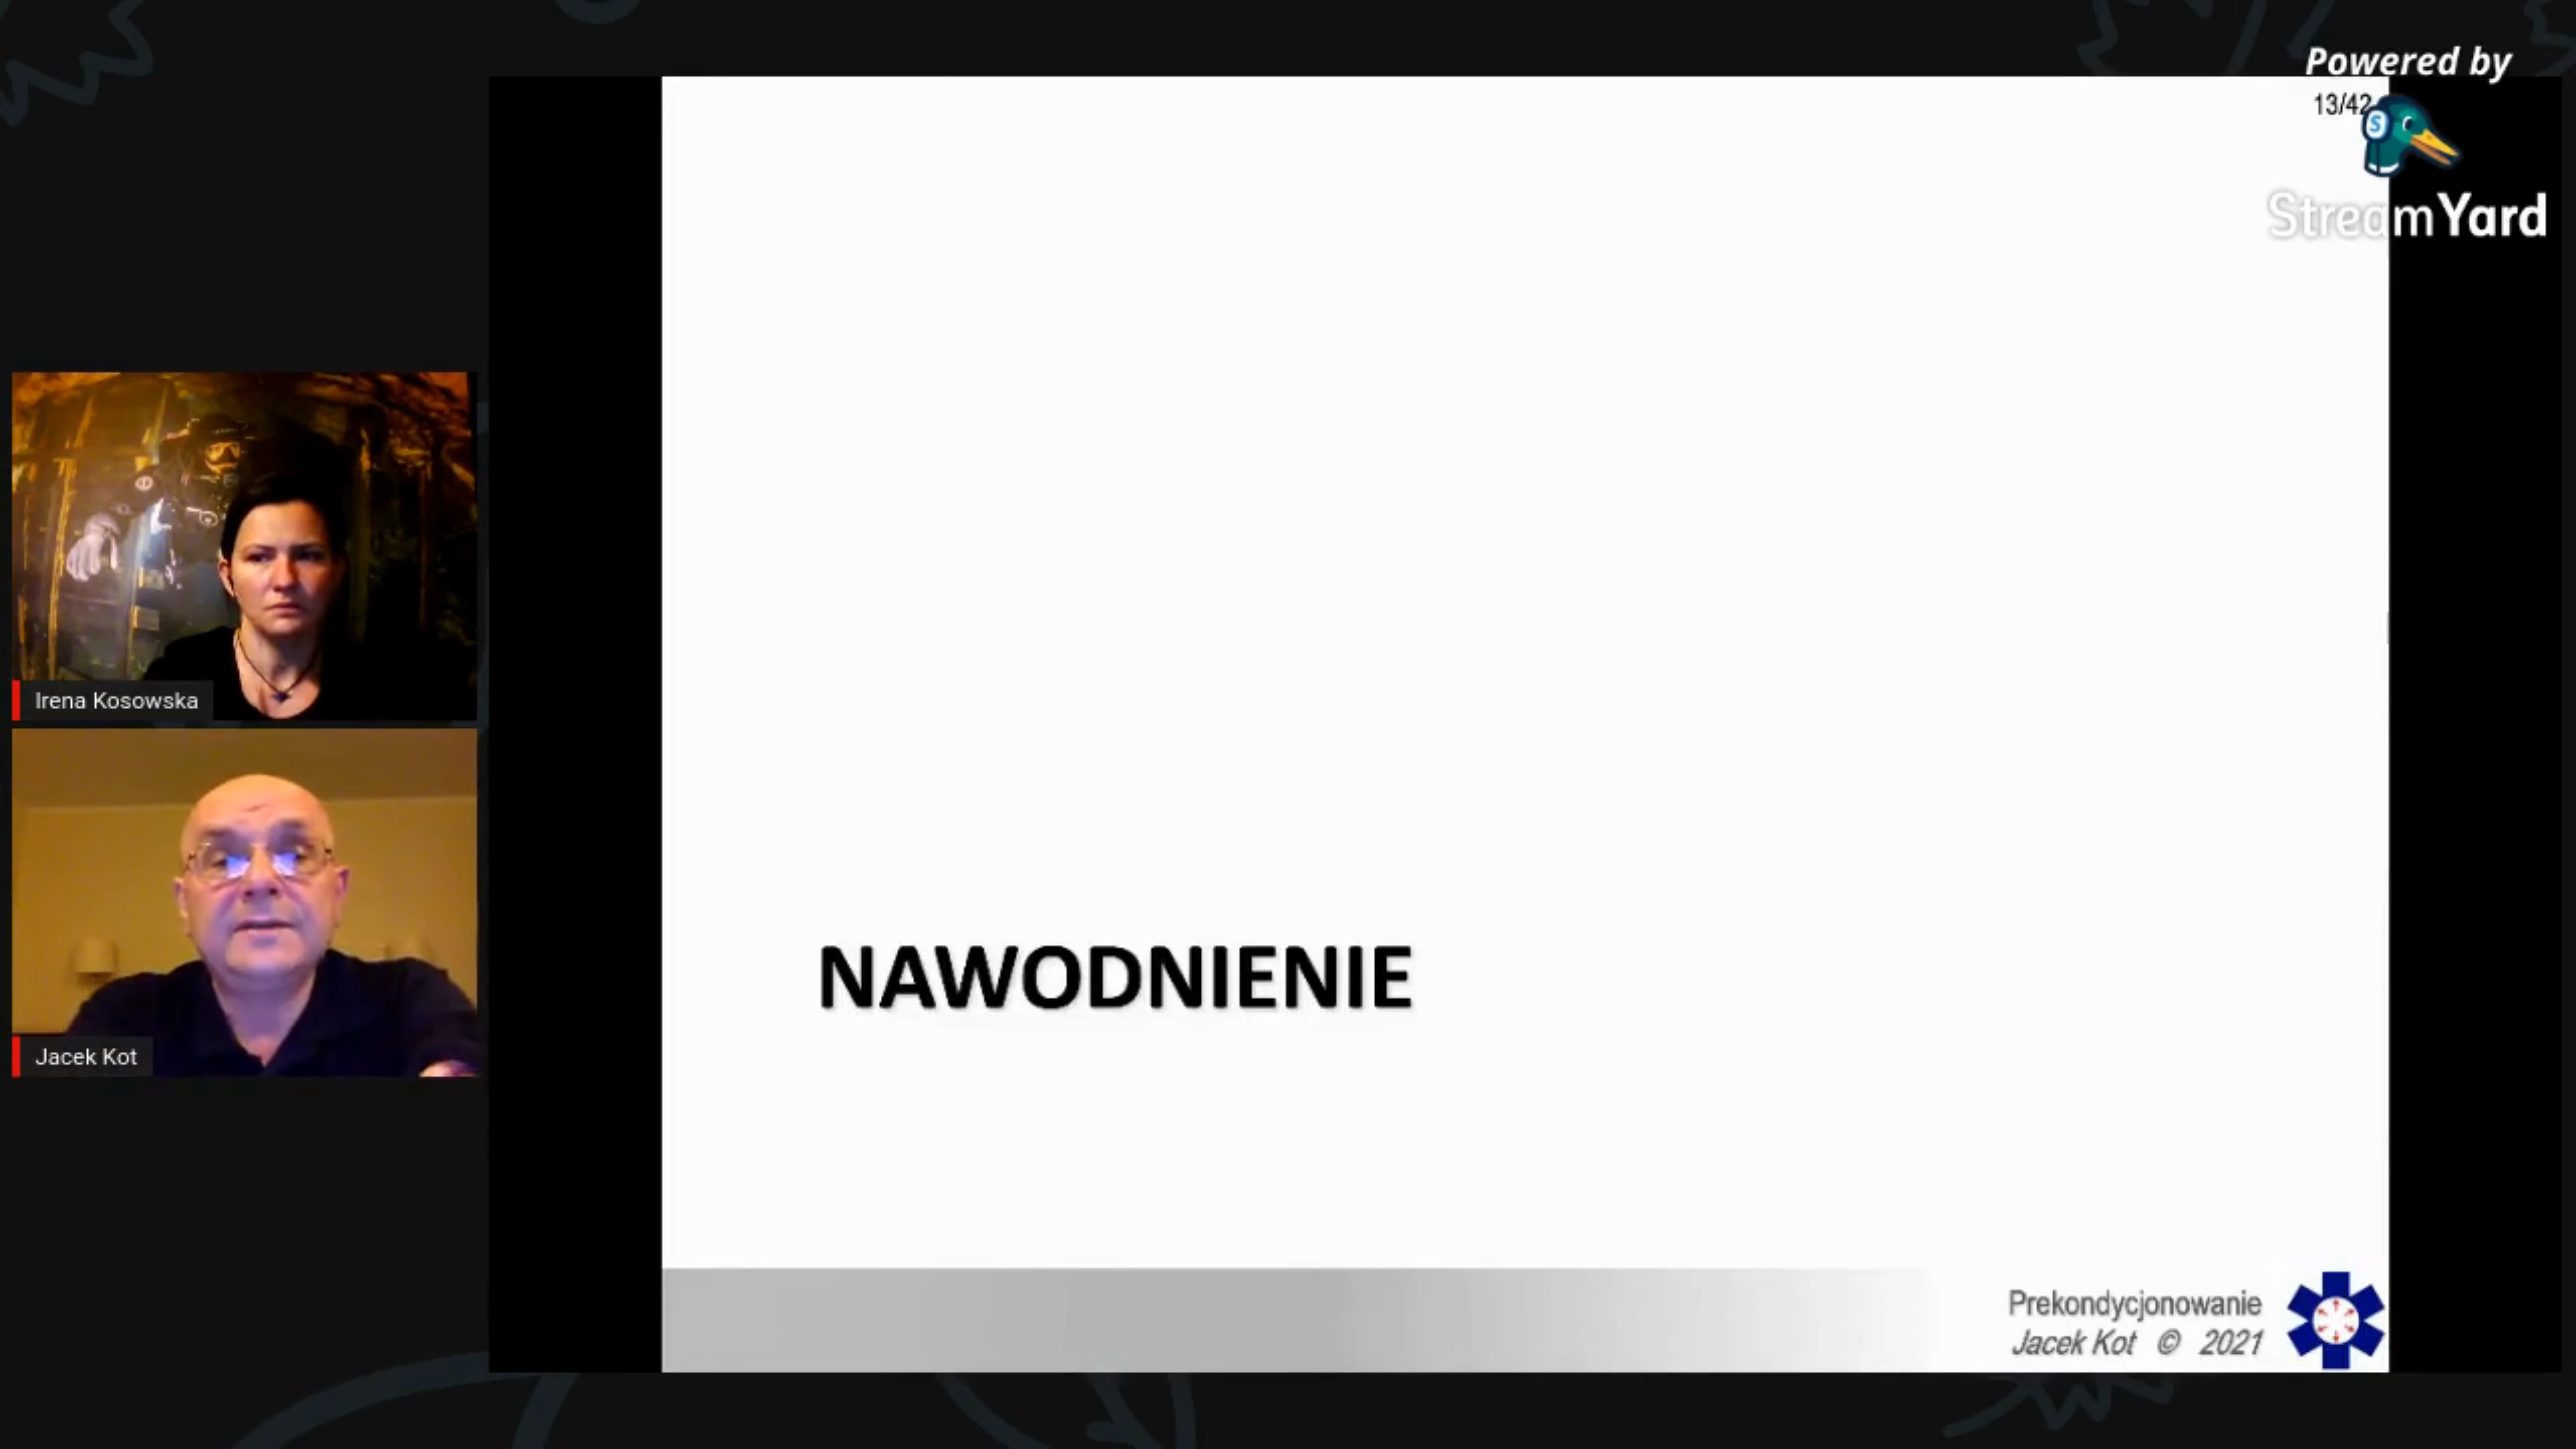 Powered by
13/42
StreamYard
Irena Kosowska
Jacek Kot
NAWODNIENIE
Prekondycjonowanie
Jacek Kot © 2021